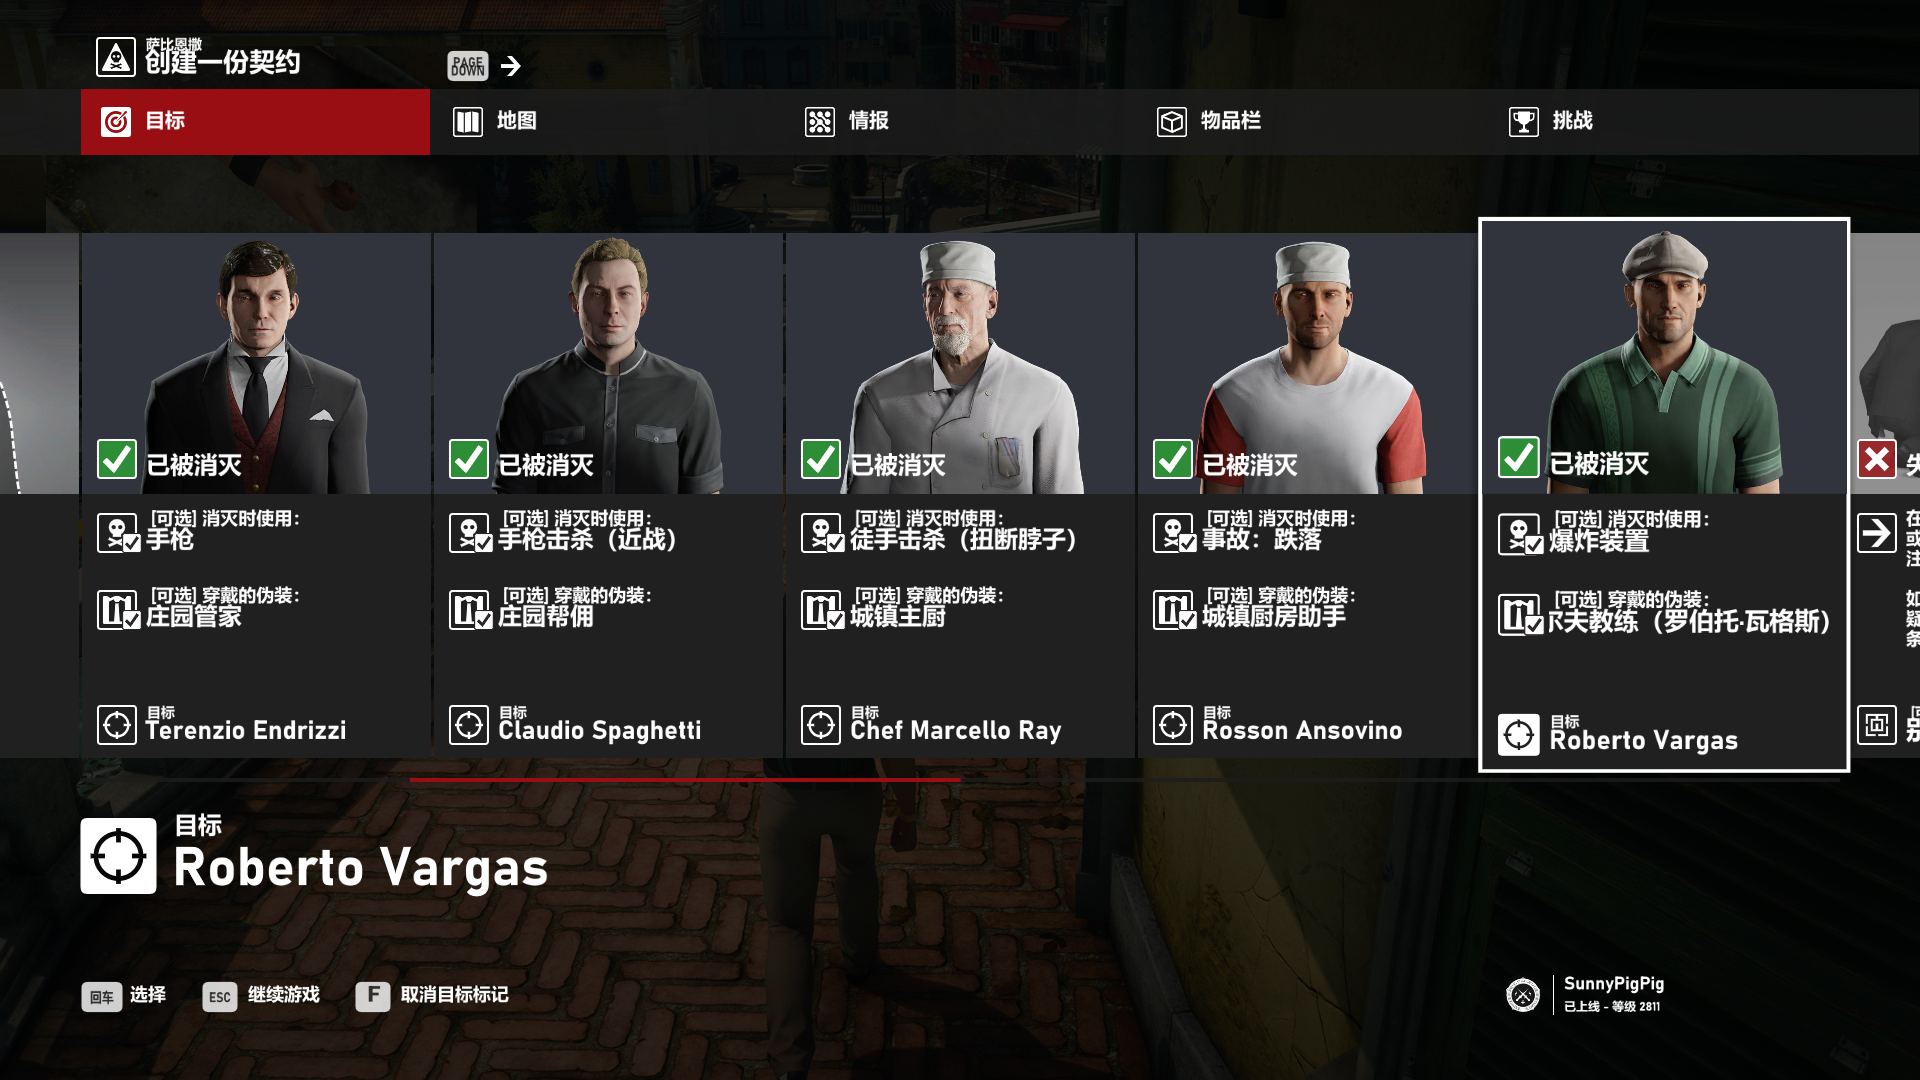 萨比恩撒
创建一份契约
PAGE DOWN
目标
地图
情报
物品栏
挑战
已被消灭
[可选] 消灭时使用：
手枪
[可选] 穿戴的伪装：
庄园管家
目标
Terenzio Endrizzi
已被消灭
[可选] 消灭时使用：
手枪击杀（近战）
[可选] 穿戴的伪装：
庄园帮佣
目标
Claudio Spaghetti
已被消灭
[可选] 消灭时使用：
徒手击杀（扭断脖子）
[可选] 穿戴的伪装：
城镇主厨
目标
Chef Marcello Ray
已被消灭
[可选] 消灭时使用：
事故：跌落
[可选] 穿戴的伪装：
城镇厨房助手
目标
Rosson Ansovino
已被消灭
[可选] 消灭时使用：
爆炸装置
[可选] 穿戴的伪装：
夫教练（罗伯托·瓦格斯）
目标
Roberto Vargas
在
或
注
如
疑
条
目标
Roberto Vargas
回车 选择
ESC 继续游戏
F 取消目标标记
SunnyPigPig
已上线 - 等级 2811